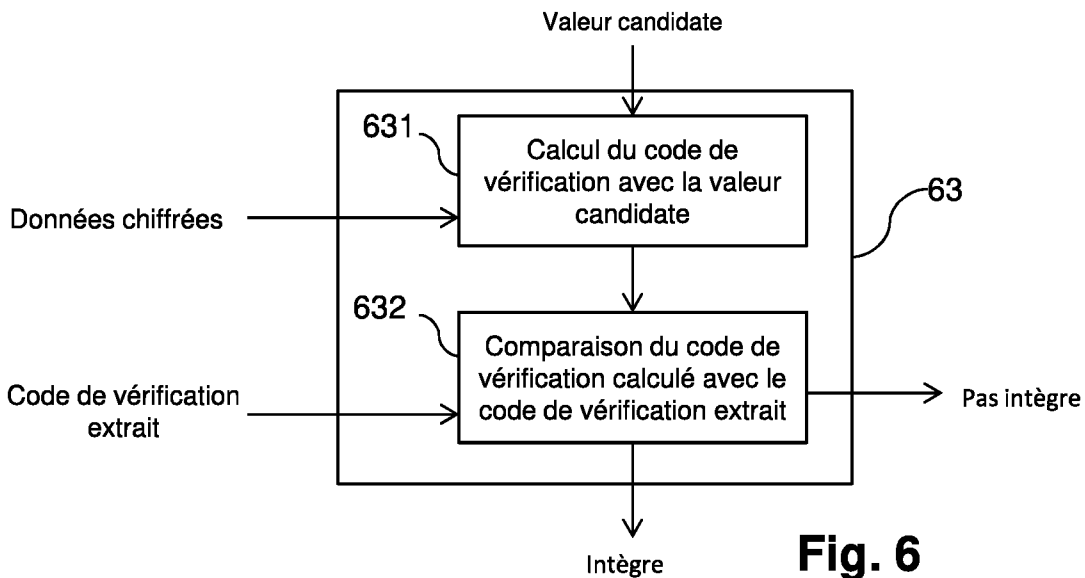 Valeur candidate
631
Calcul du code de
vérification avec la valeur
candidate
63
Données chiffrées
632
Comparaison du code de
vérification calculé avec le
code de vérification extrait
Code de vérification
extrait
Pas intègre
Intègre
Fig. 6